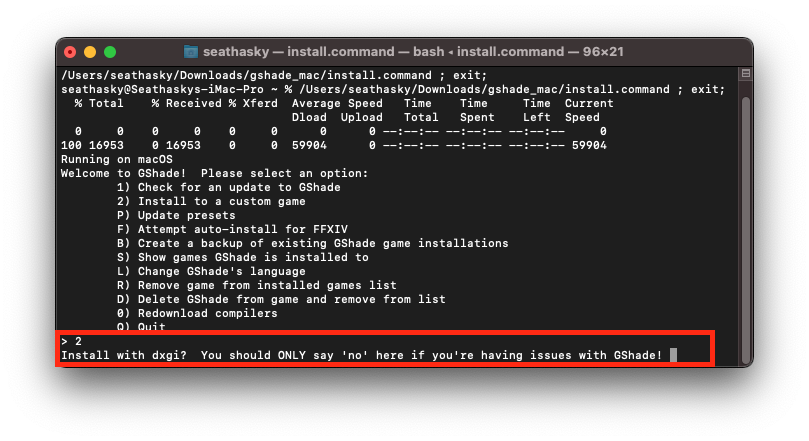 seathasky — install.command — bash ◂ install.command — 96×21
/Users/seathasky/Downloads/gshade_mac/install.command ; exit;
seathasky@Seathaskys-iMac-Pro ~ % /Users/seathasky/Downloads/gshade_mac/install.command ; exit;
% Total % Received % Xferd Average Speed Time Time Time Current
Dload Upload Total Spent Left Speed
0 0 0 0 0 0 0 0 --:--:-- --:--:-- --:--:-- 0
100 16953 0 16953 0 0 59904 0 --:--:-- --:--:-- --:--:-- 59904
Running on macOS
Welcome to GShade! Please select an option:
1) Check for an update to GShade
2) Install to a custom game
P) Update presets
F) Attempt auto-install for FFXIV
B) Create a backup of existing GShade game installations
S) Show games GShade is installed to
L) Change GShade's language
R) Remove game from installed games list
D) Delete GShade from game and remove from list
0) Redownload compilers
Q) Quit
> 2
Install with dxgi? You should ONLY say 'no' here if you're having issues with GShade!